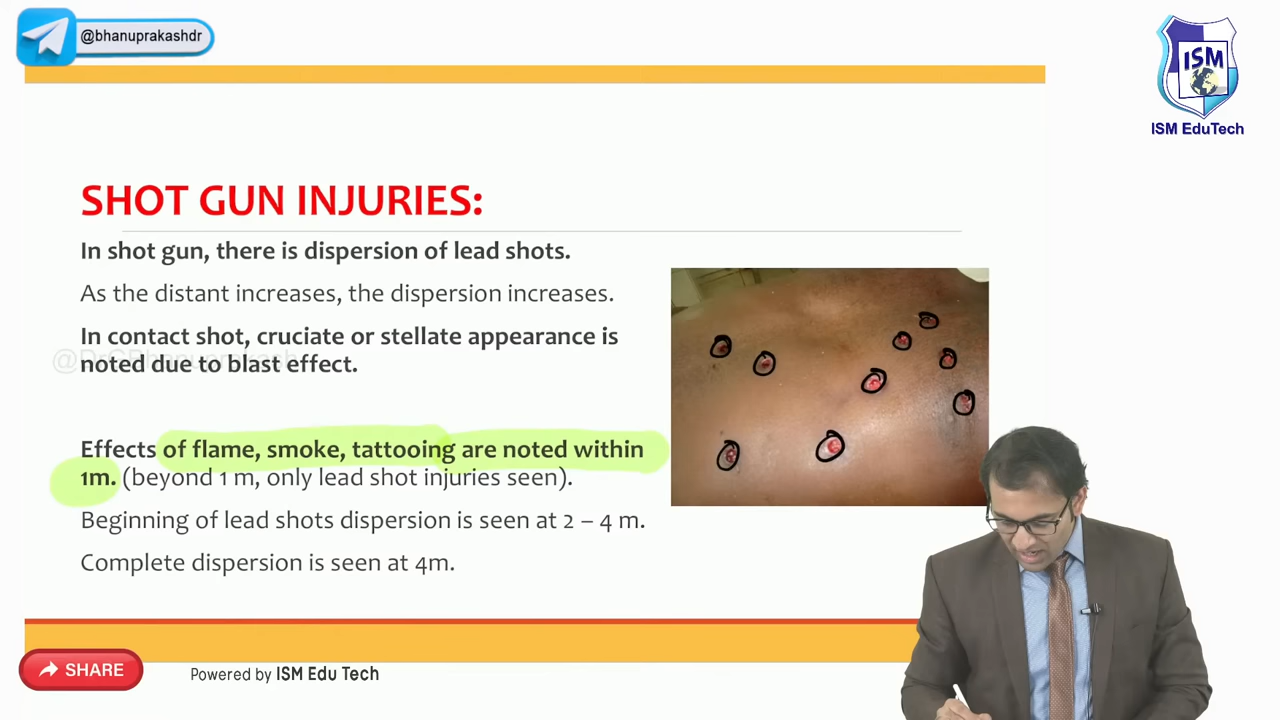 @bhanuprakashdr
ISM
ISM EduTech
SHOT GUN INJURIES:
In shot gun, there is dispersion of lead shots.
As the distant increases, the dispersion increases.
In contact shot, cruciate or stellate appearance is
@DrGBhanuprakash
noted due to blast effect.
Effects of flame, smoke, tattooing are noted within
1m. (beyond 1 m, only lead shot injuries seen).
Beginning of lead shots dispersion is seen at 2 – 4 m.
Complete dispersion is seen at 4m.
SHARE
Powered by ISM Edu Tech